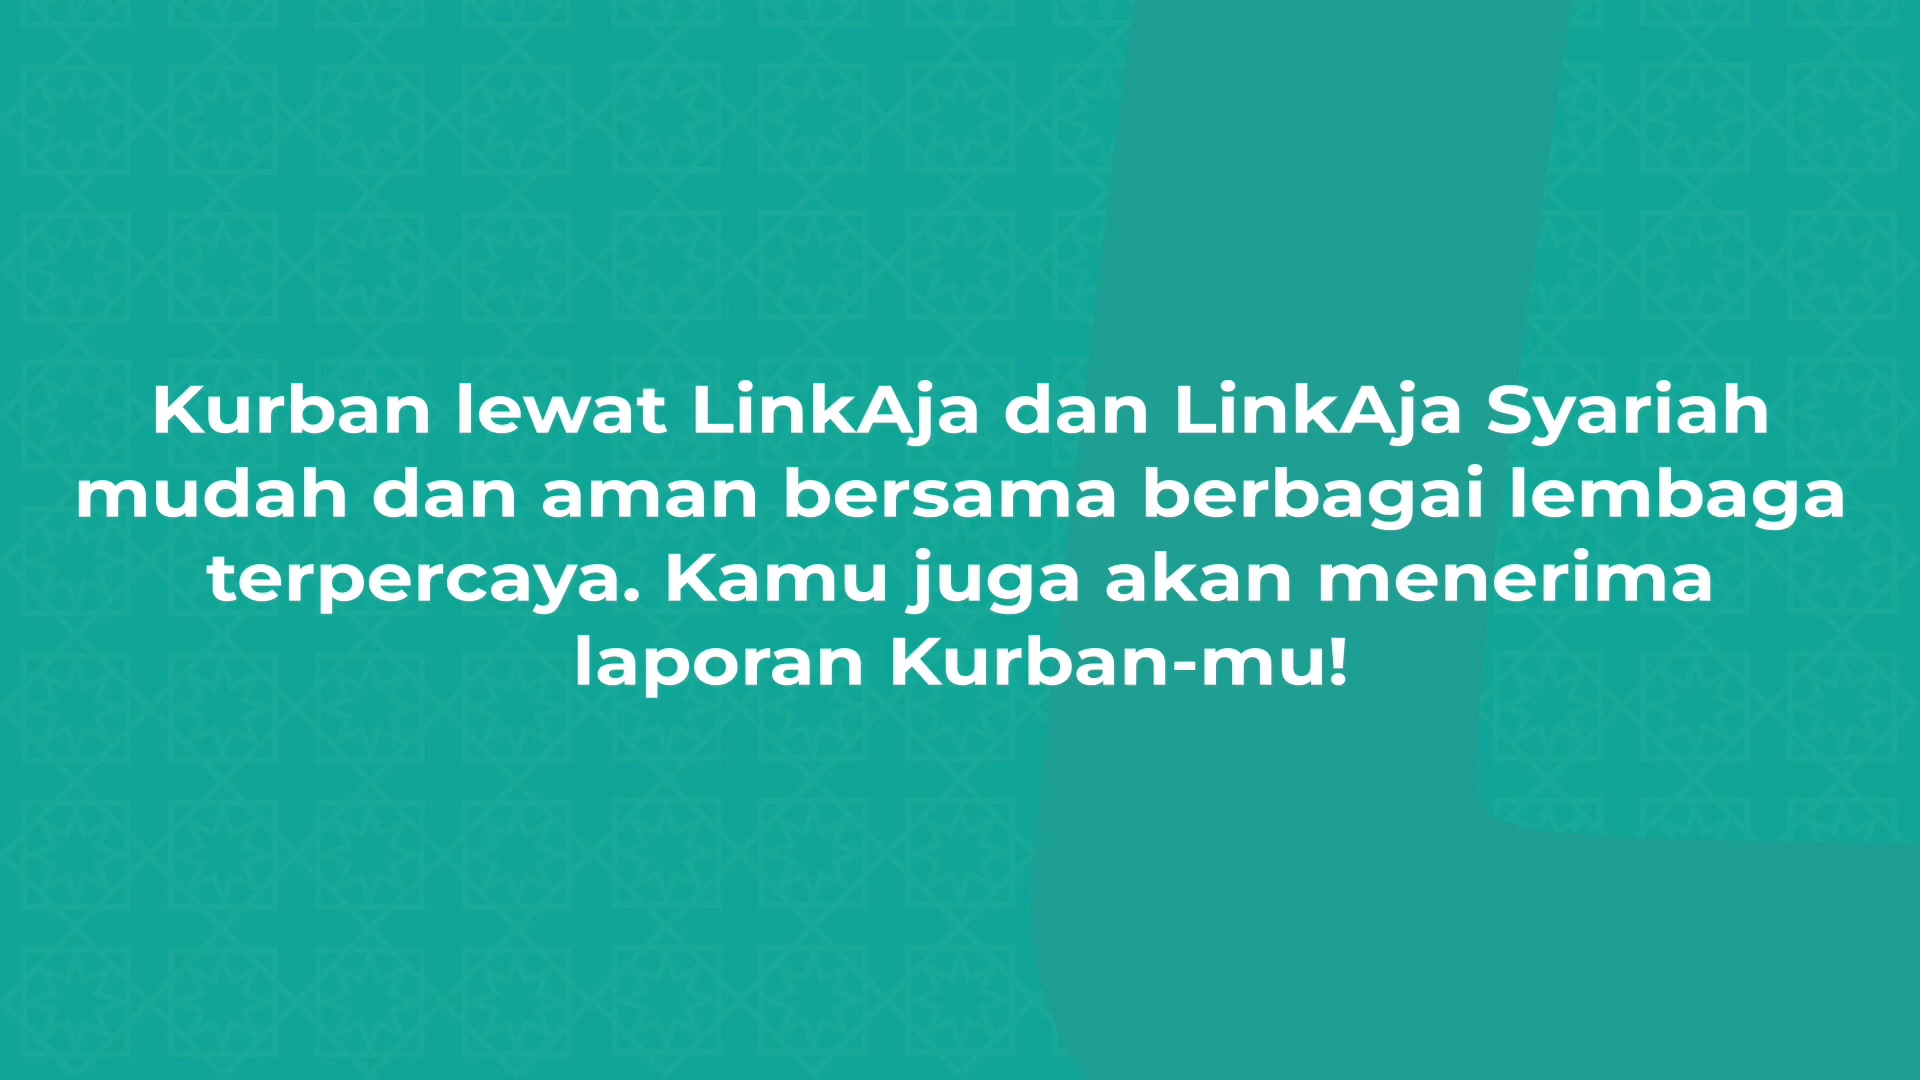 Kurban lewat LinkAja dan LinkAja Syariah
mudah dan aman bersama berbagai lembaga
terpercaya. Kamu juga akan menerima
laporan Kurban-mu!